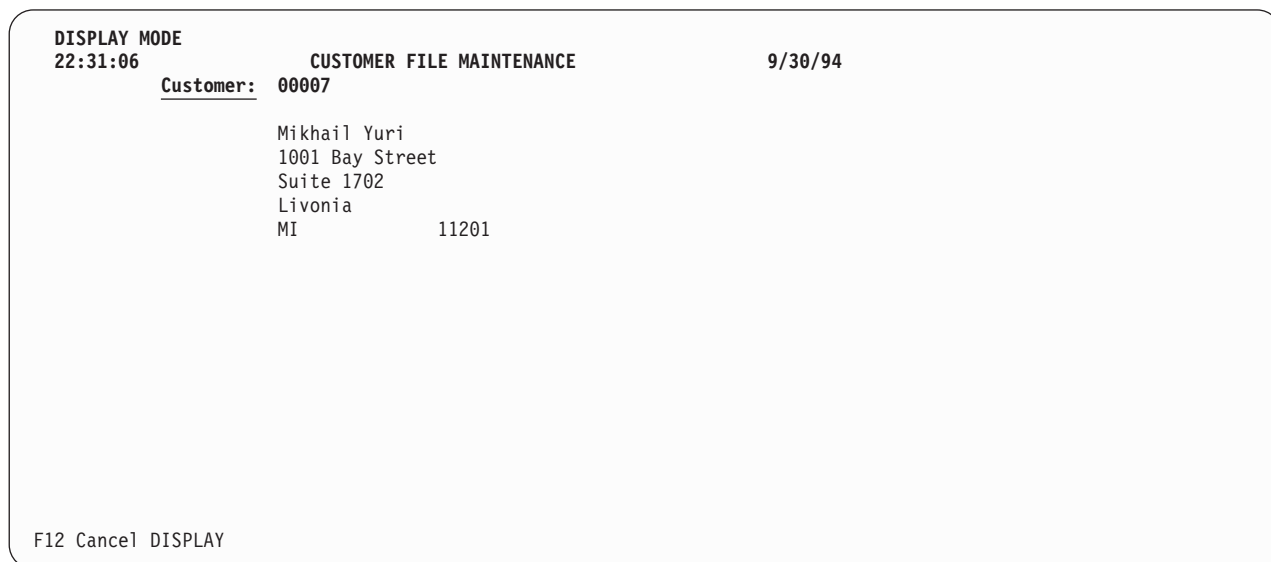 DISPLAY MODE
22:31:06 CUSTOMER FILE MAINTENANCE 9/30/94
Customer: 00007
Mikhail Yuri
1001 Bay Street
Suite 1702
Livonia
MI 11201
F12 Cancel DISPLAY